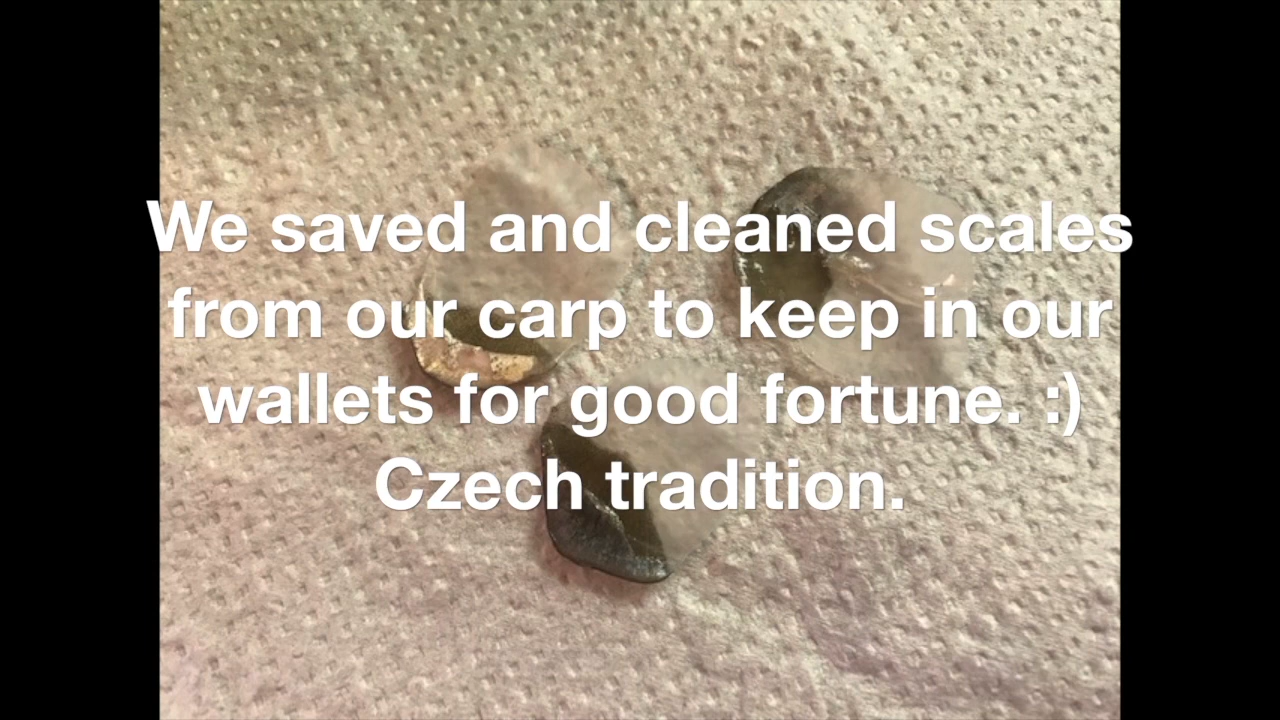 We saved and cleaned scales
from our carp to keep in our
wallets for good fortune. :)
Czech tradition.